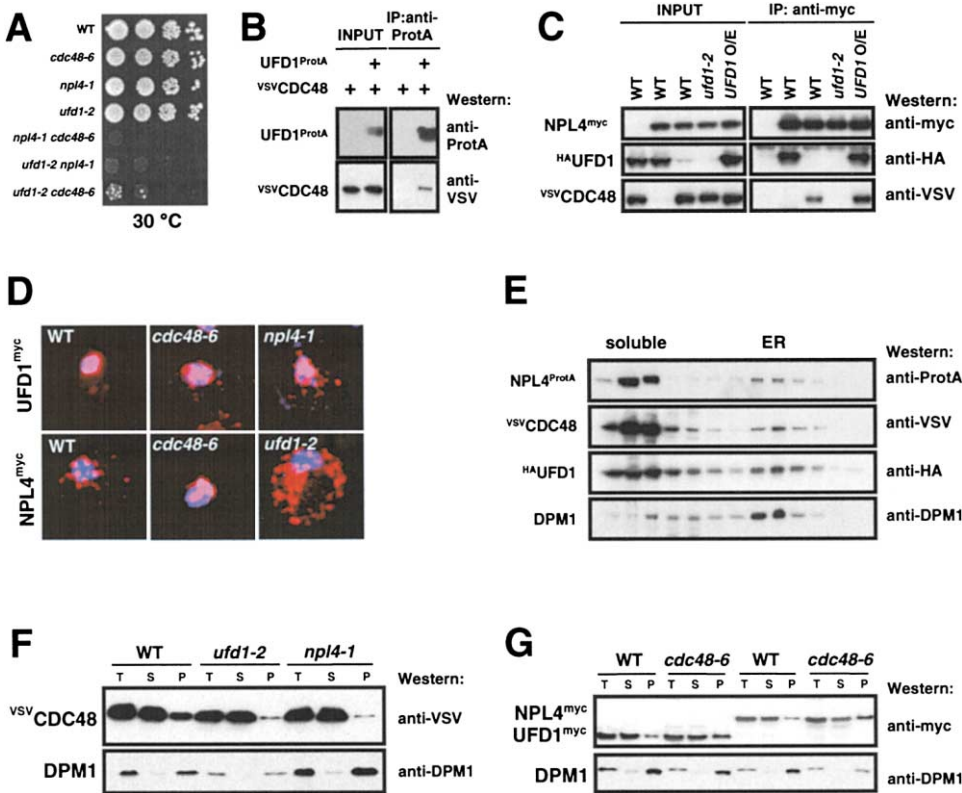 A
WT
cdc48-6
npl4-1
ufd1-2
npl4-1 cdc48-6
ufd1-2 npl4-1
ufd1-2 cdc48-6
30 °C
B
INPUT
IP:anti-
ProtA
UFD1ProtA + +
VSVCDC48 + + + +
Western:
UFD1ProtA
anti-
ProtA
VSVCDC48
anti-
VSV
C
INPUT IP: anti-myc
WT WT WT ufd1-2 UFD1 O/E WT WT WT ufd1-2 UFD1 O/E
Western:
NPL4myc anti-myc
HAUFD1 anti-HA
VSVCDC48 anti-VSV
D
UFD1myc
WT cdc48-6 npl4-1
NPL4myc
WT cdc48-6 ufd1-2
E
soluble ER
Western:
NPL4ProtA anti-ProtA
VSVCDC48 anti-VSV
HAUFD1 anti-HA
DPM1 anti-DPM1
F
WT ufd1-2 npl4-1
T S P T S P T S P
Western:
VSVCDC48 anti-VSV
DPM1 anti-DPM1
G
WT cdc48-6 WT cdc48-6
T S P T S P T S P T S P
Western:
NPL4myc
UFD1myc
anti-myc
DPM1 anti-DPM1